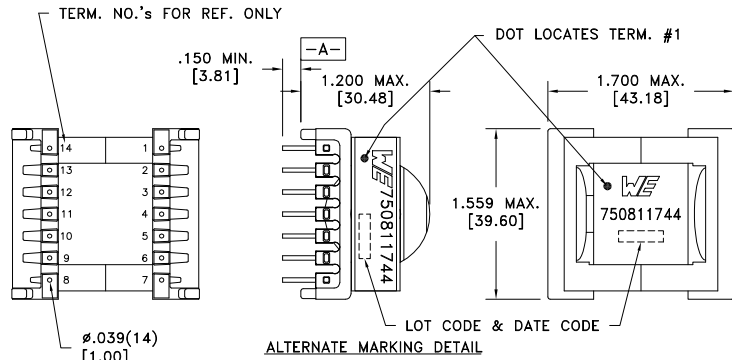 TERM. NO.'s FOR REF. ONLY
DOT LOCATES TERM. #1
.150 MIN.
[3.81]
-A-
1.200 MAX.
[30.48]
1.700 MAX.
[43.18]
14 1
13 2
12 3
11 4
10 5
9 6
8 7
WE 750811744
1.559 MAX.
[39.60]
WE
750811744
ø.039(14)
[1.00]
LOT CODE & DATE CODE
ALTERNATE MARKING DETAIL